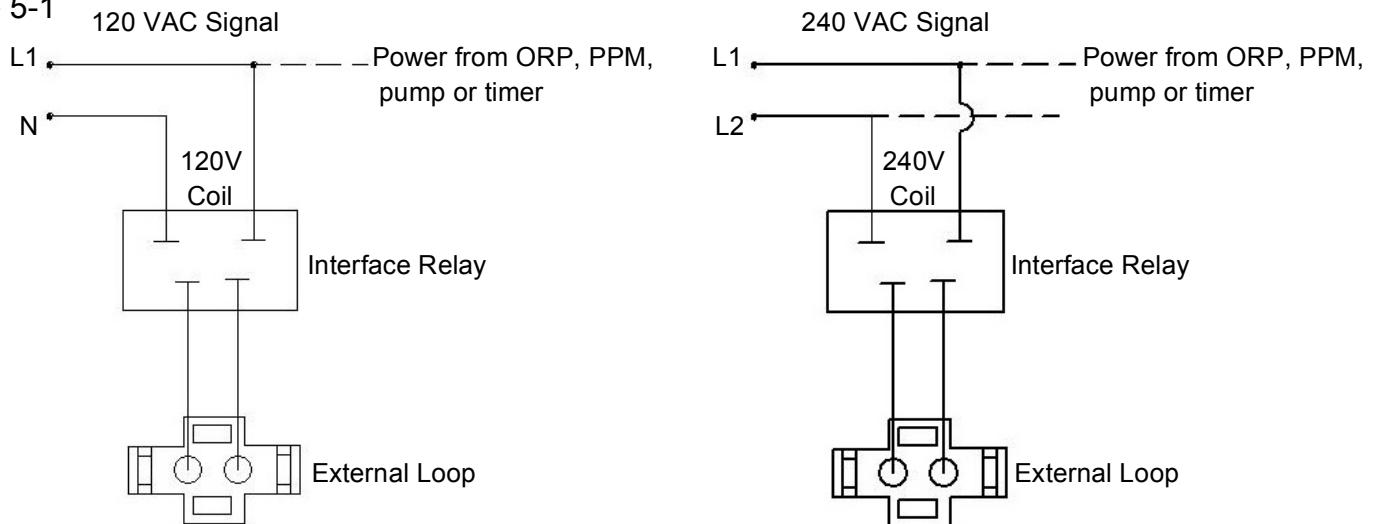 5-1
120 VAC Signal
L1
Power from ORP, PPM,
pump or timer
N
120V
Coil
Interface Relay
External Loop
240 VAC Signal
L1
Power from ORP, PPM,
pump or timer
L2
240V
Coil
Interface Relay
External Loop